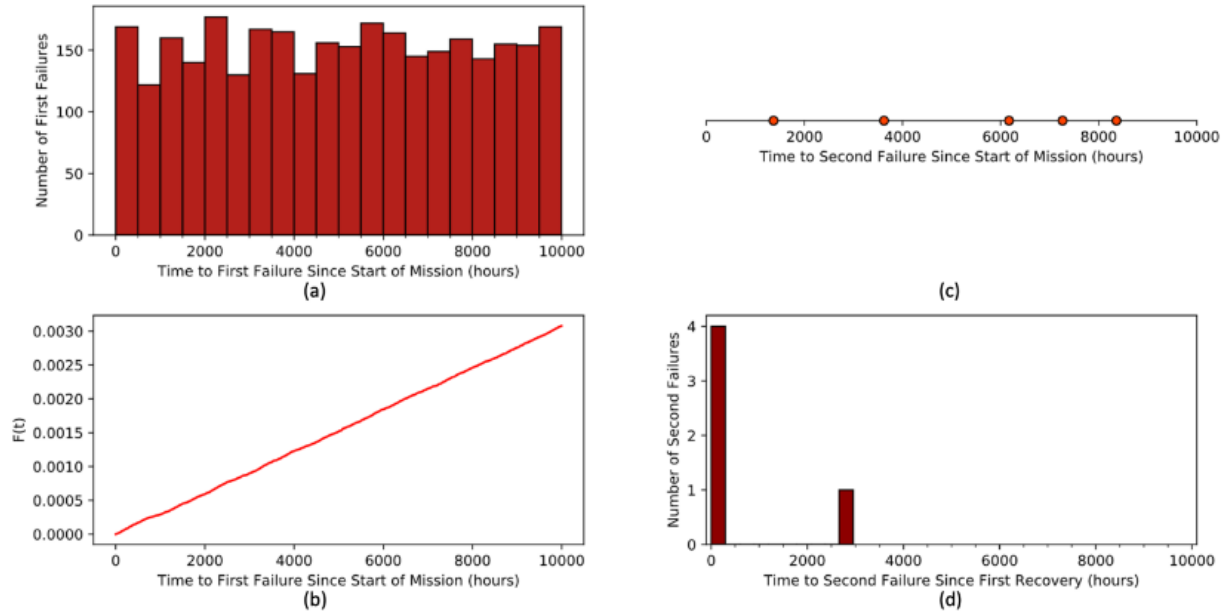 Number of First Failures
150
100
50
0
0 2000 4000 6000 8000 10000
Time to First Failure Since Start of Mission (hours)
(a)
0 2000 4000 6000 8000 10000
Time to Second Failure Since Start of Mission (hours)
(c)
F(t)
0.0030
0.0025
0.0020
0.0015
0.0010
0.0005
0.0000
0 2000 4000 6000 8000 10000
Time to First Failure Since Start of Mission (hours)
(b)
Number of Second Failures
4
3
2
1
0
0 2000 4000 6000 8000 10000
Time to Second Failure Since First Recovery (hours)
(d)